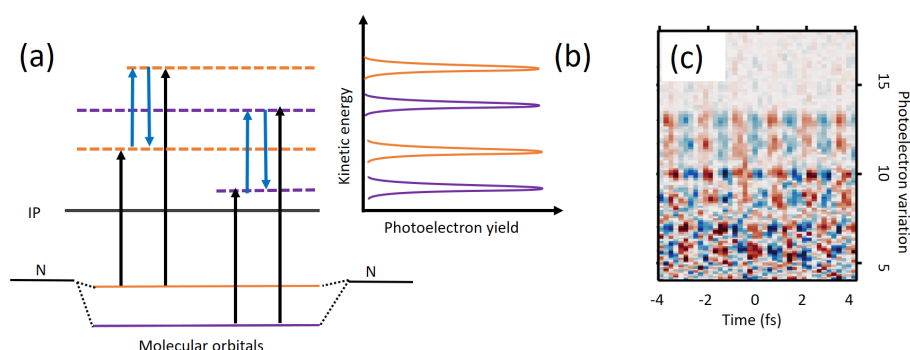 (a)
IP
N
N
Molecular orbitals
(b)
Kinetic energy
Photoelectron yield
(c)
15
10
5
Photoelectron variation
-4
-2
0
2
4
Time (fs)